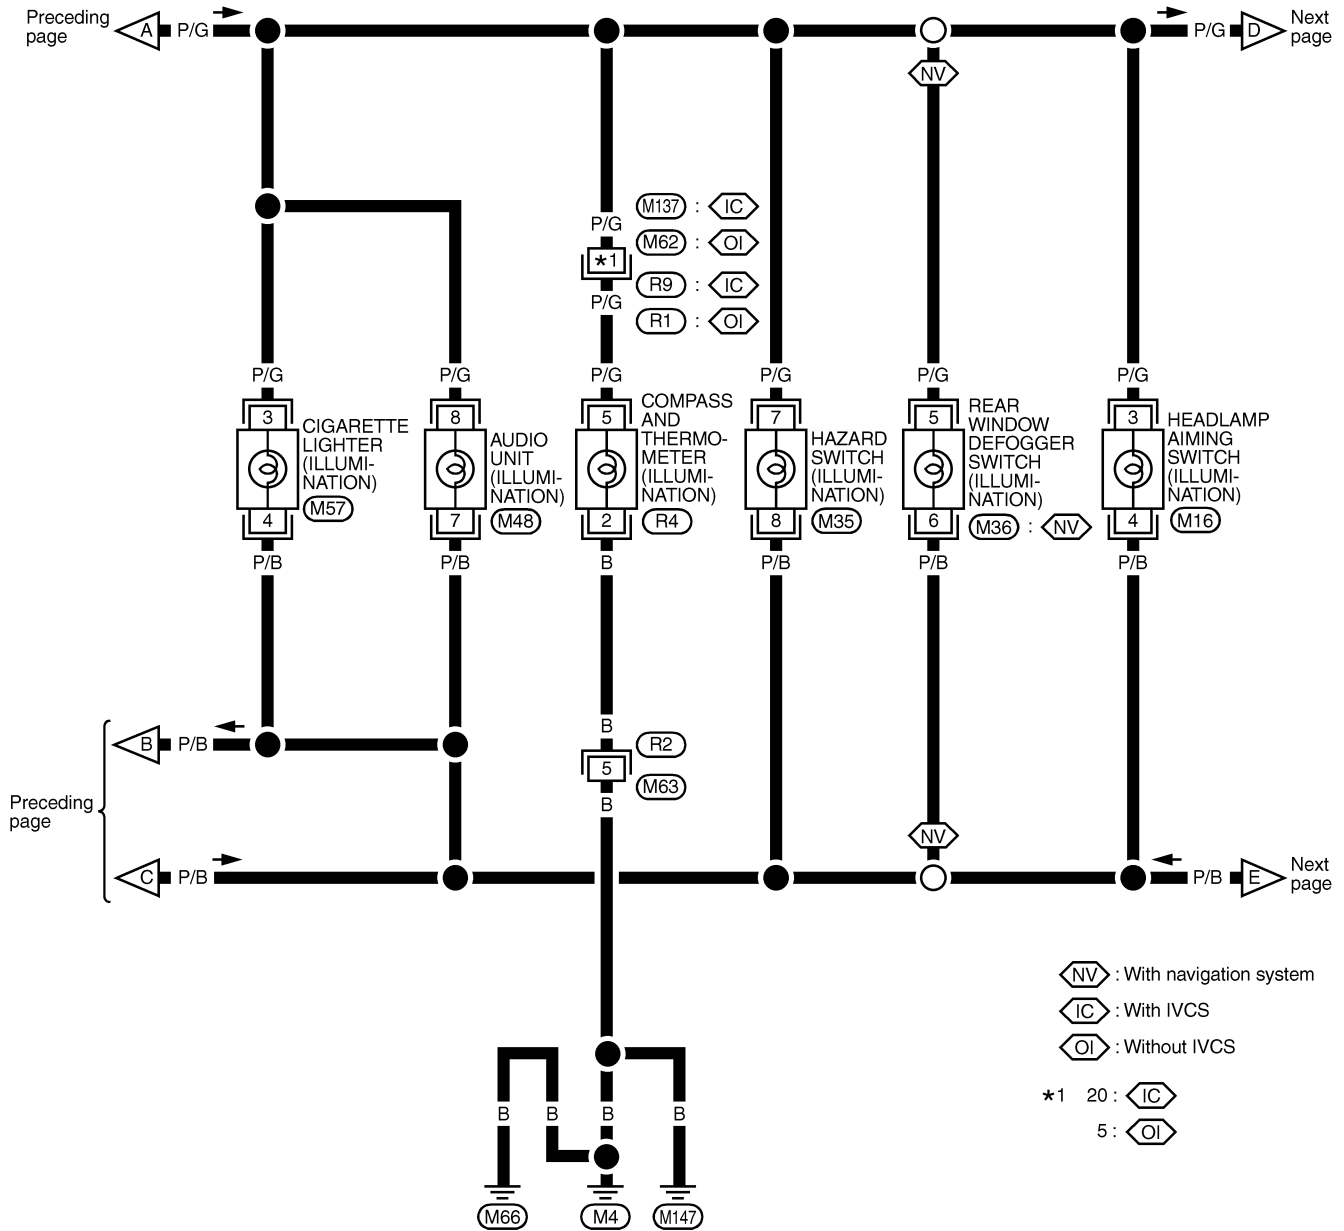 Preceding
page
A
P/G
P/G
D
Next
page
NV
P/G
*1
P/G
M137 : IC
M62 : OI
R9 : IC
R1 : OI
P/G
P/G
P/G
P/G
P/G
P/G
3
CIGARETTE
LIGHTER
(ILLUMI-
NATION)
M57
4
8
AUDIO
UNIT
(ILLUMI-
NATION)
M48
7
5
COMPASS
AND
THERMO-
METER
(ILLUMI-
NATION)
R4
2
7
HAZARD
SWITCH
(ILLUMI-
NATION)
M35
8
5
REAR
WINDOW
DEFOGGER
SWITCH
(ILLUMI-
NATION)
M36 : NV
6
3
HEADLAMP
AIMING
SWITCH
(ILLUMI-
NATION)
M16
4
P/B
P/B
B
P/B
P/B
P/B
Preceding
page
B
P/B
B
5
B
R2
M63
NV
C
P/B
P/B
E
Next
page
NV : With navigation system
IC : With IVCS
OI : Without IVCS
*1 20 : IC
5 : OI
B
B
B
B
M66
M4
M147